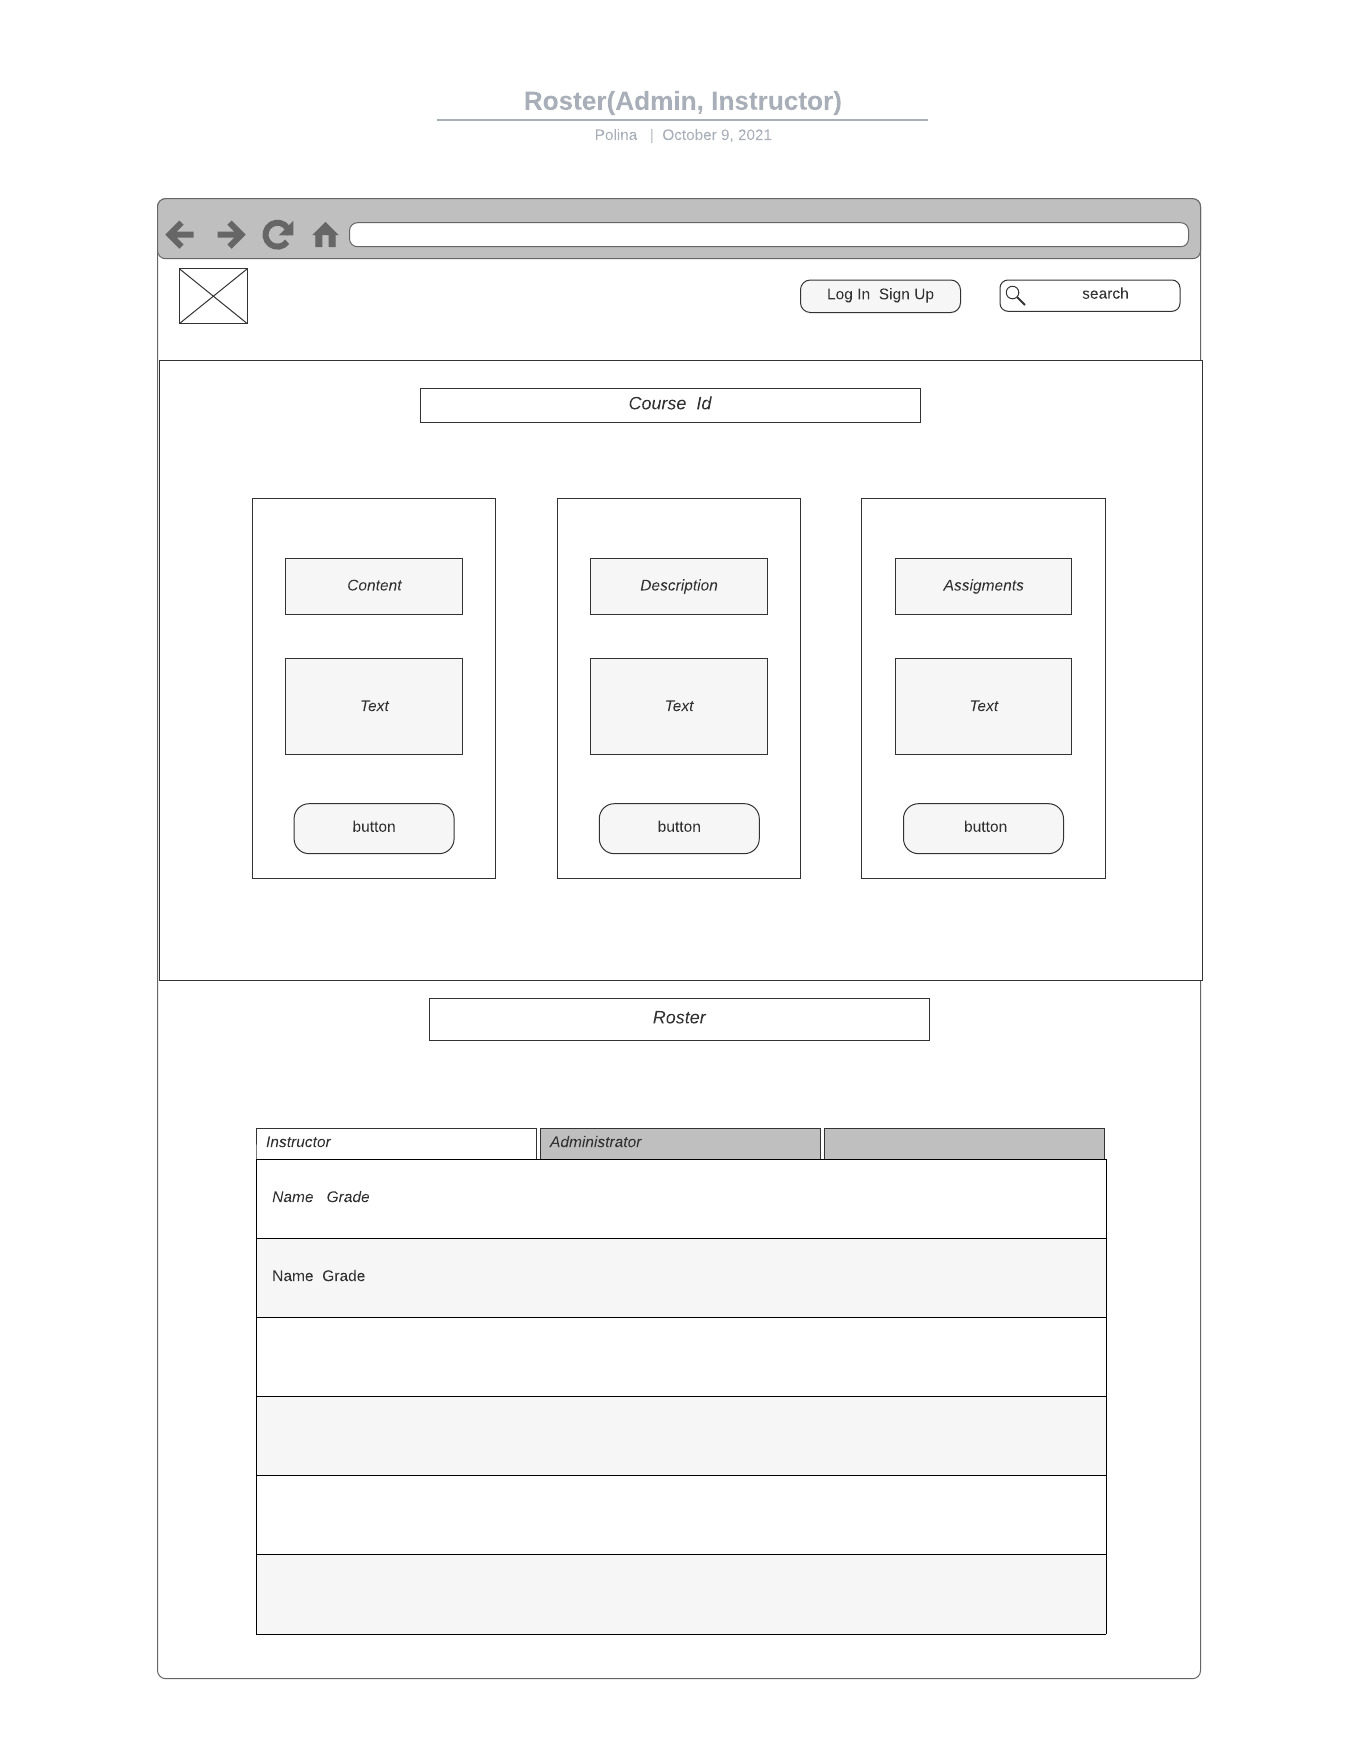 Roster(Admin, Instructor)
Polina | October 9, 2021
Log In Sign Up
search
Course Id
Content
Description
Assigments
Text
Text
Text
button
button
button
Roster
Instructor
Administrator
Name Grade
Name Grade